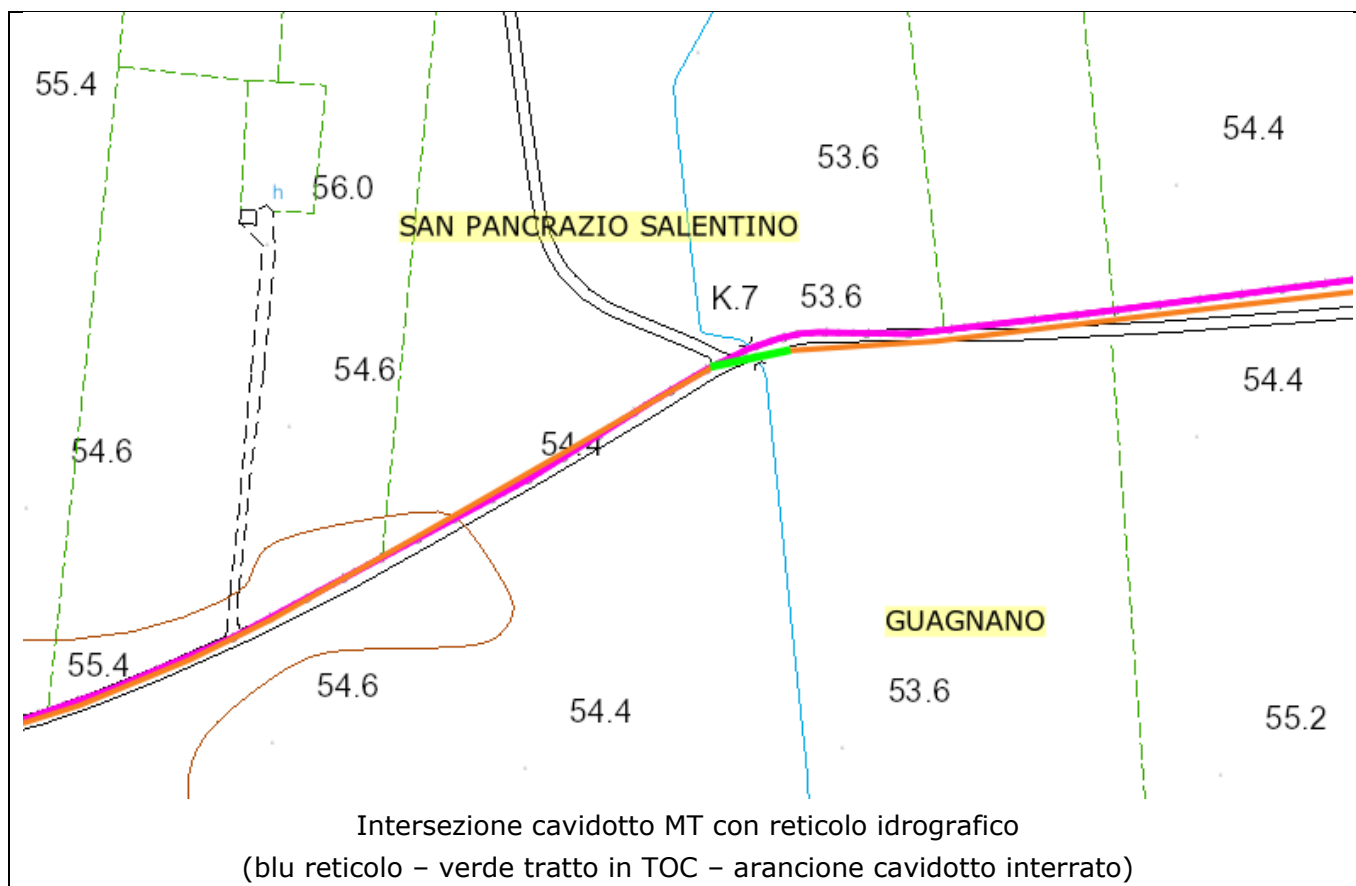 55.4
54.4
53.6
h
56.0
SAN PANCRAZIO SALENTINO
K.7
53.6
54.6
54.4
54.4
54.6
GUAGNANO
55.4
54.6
54.4
53.6
55.2
Intersezione cavidotto MT con reticolo idrografico
(blu reticolo – verde tratto in TOC – arancione cavidotto interrato)